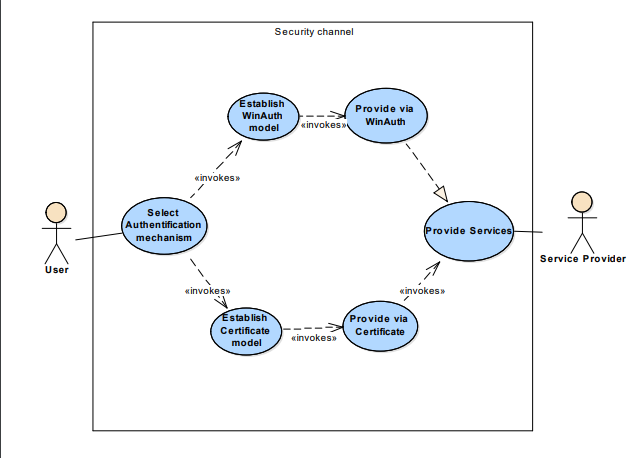 Security channel
Establish
WinAuth
model
«invokes»
Provide via
WinAuth
«invokes»
Select
Authentification
mechanism
User
Provide Services
Service Provider
«invokes»
«invokes»
Establish
Certificate
model
«invokes»
Provide via
Certificate